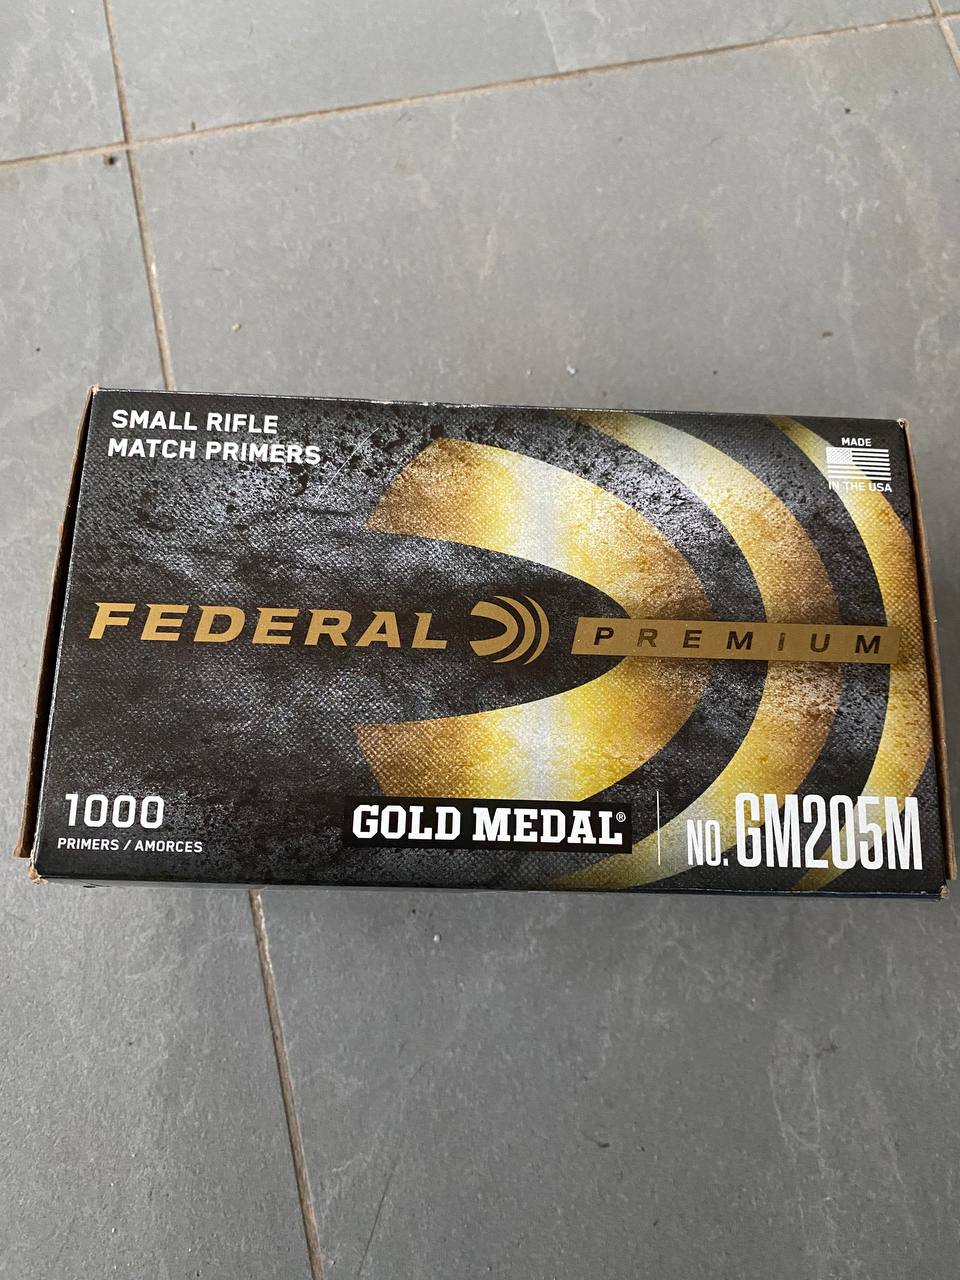 SMALL RIFLE
MATCH PRIMERS
MADE
IN THE USA
FEDERAL PREMIUM
1000
PRIMERS / AMORCES
GOLD MEDAL®
NO. GM205M